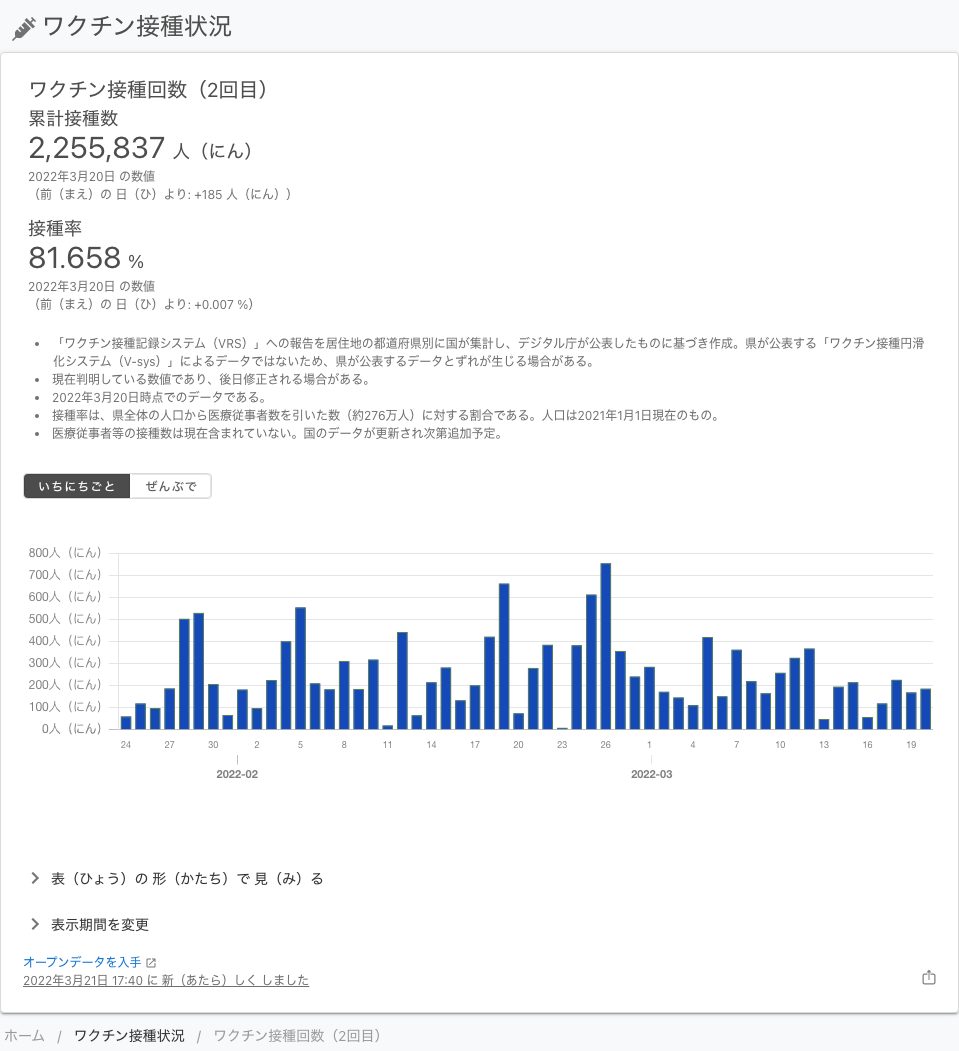 ワクチン接種状況
ワクチン接種回数（2回目）
累計接種数
2,255,837 人（にん）
2022年3月20日 の数値
（前（まえ）の 日（ひ）より: +185 人（にん））
接種率
81.658 %
2022年3月20日 の数値
（前（まえ）の 日（ひ）より: +0.007 %）
「ワクチン接種記録システム（VRS）」への報告を居住地の都道府県別に国が集計し、デジタル庁が公表したものに基づき作成。県が公表する「ワクチン接種円滑
化システム（V-sys）」によるデータではないため、県が公表するデータとずれが生じる場合がある。
現在判明している数値であり、後日修正される場合がある。
2022年3月20日時点でのデータである。
接種率は、県全体の人口から医療従事者数を引いた数（約276万人）に対する割合である。人口は2021年1月1日現在のもの。
医療従事者等の接種数は現在含まれていない。国のデータが更新され次第追加予定。
いちにちごと ぜんぶで
800人（にん）
700人（にん）
600人（にん）
500人（にん）
400人（にん）
300人（にん）
200人（にん）
100人（にん）
0人（にん）
24 27 30 2 5 8 11 14 17 20 23 26 1 4 7 10 13 16 19
2022-02 2022-03
表（ひょう）の 形（かたち）で 見（み）る
表示期間を変更
オープンデータを入手
2022年3月21日 17:40 に 新（あたら）しく しました
ホーム / ワクチン接種状況 / ワクチン接種回数（2回目）